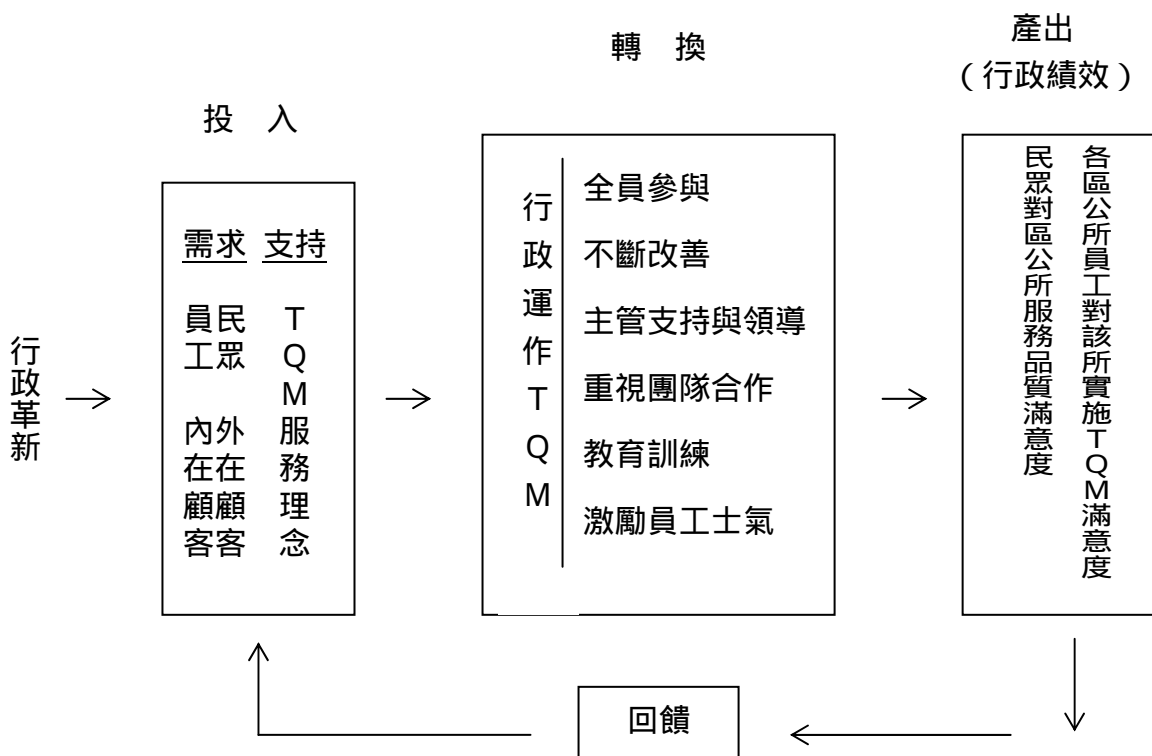 行政革新
投　入
需求
支持
民眾　外在顧客
員工　內在顧客
TQM服務理念
轉　換
行政運作TQM
全員參與
不斷改善
主管支持與領導
重視團隊合作
教育訓練
激勵員工士氣
產出
（行政績效）
各區公所員工對該所實施TQM滿意度
民眾對區公所服務品質滿意度
回饋